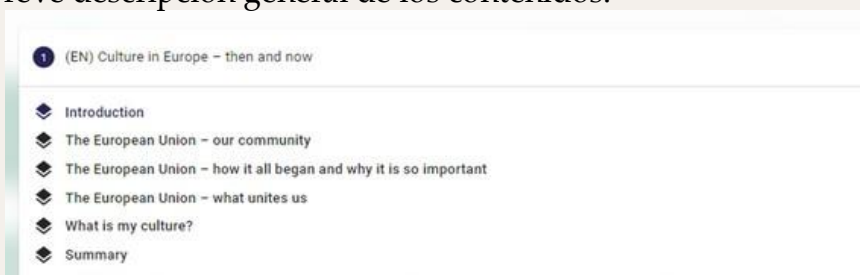 breve descripción general de los contenidos.
1 (EN) Culture in Europe – then and now
Introduction
The European Union – our community
The European Union – how it all began and why it is so important
The European Union – what unites us
What is my culture?
Summary